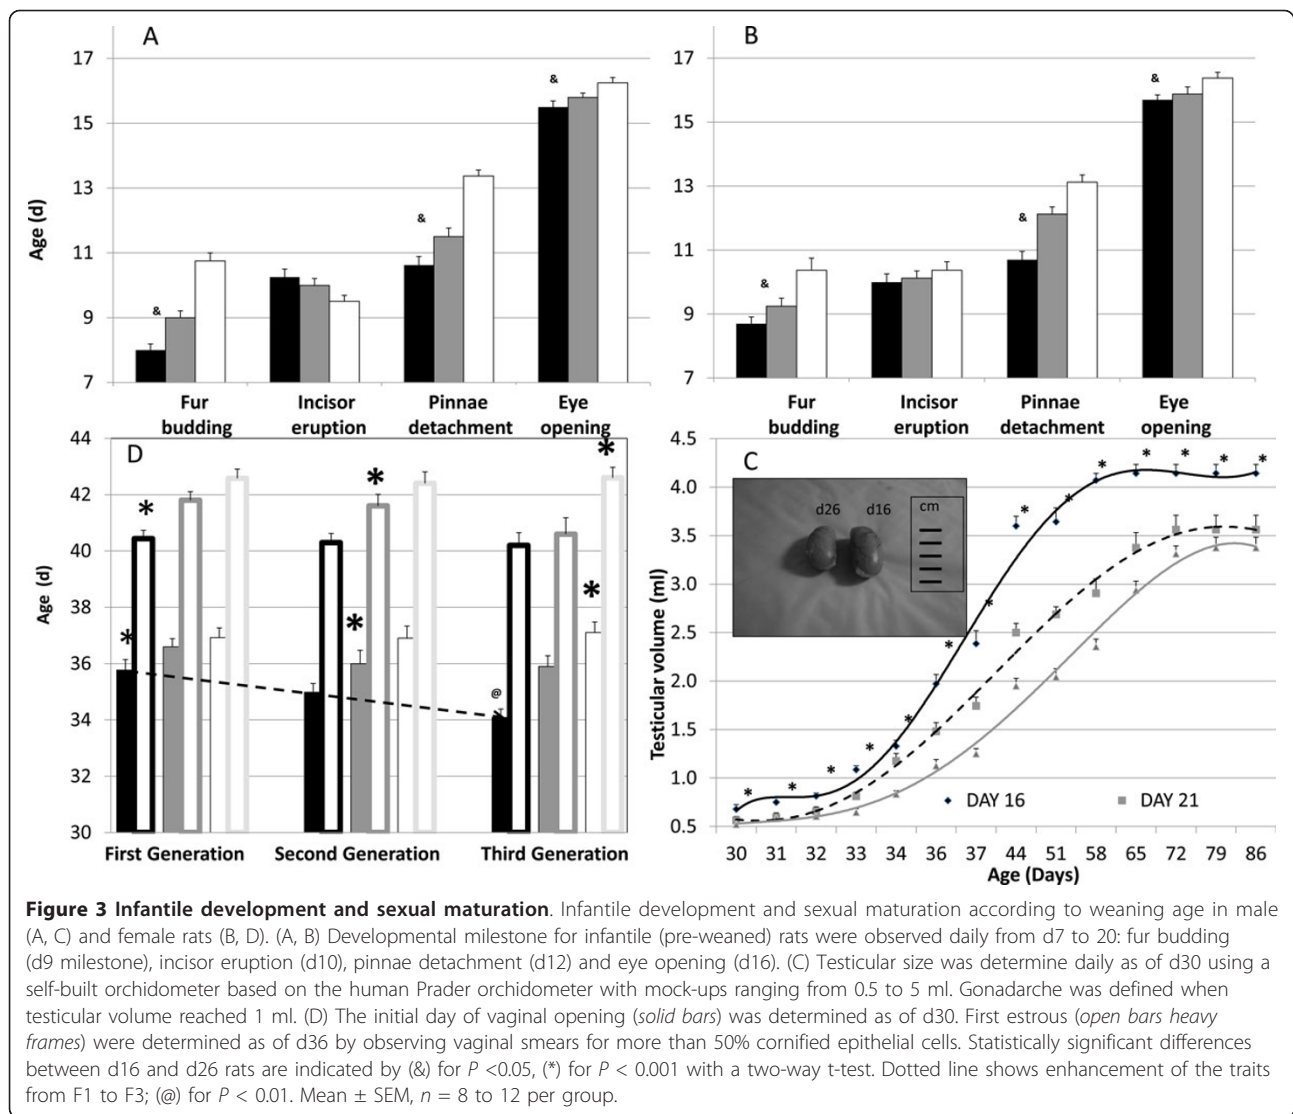 A
17
15
13
11
9
7
Age (d)
&
&
&
Fur
budding
Incisor
eruption
Pinnae
detachment
Eye
opening
B
17
15
13
11
9
7
&
&
&
Fur
budding
Incisor
eruption
Pinnae
detachment
Eye
opening
D
44
42
40
38
36
34
32
30
Age (d)
* * * * * *
@
First Generation
Second Generation
Third Generation
C
4.5
4.0
3.5
3.0
2.5
2.0
1.5
1.0
0.5
Testicular volume (ml)
d26
d16
cm
* * * * * * * * * * * * * *
DAY 16
DAY 21
30 31 32 33 34 36 37 44 51 58 65 72 79 86
Age (Days)
Figure 3 Infantile development and sexual maturation. Infantile development and sexual maturation according to weaning age in male
(A, C) and female rats (B, D). (A, B) Developmental milestone for infantile (pre-weaned) rats were observed daily from d7 to 20: fur budding
(d9 milestone), incisor eruption (d10), pinnae detachment (d12) and eye opening (d16). (C) Testicular size was determine daily as of d30 using a
self-built orchidometer based on the human Prader orchidometer with mock-ups ranging from 0.5 to 5 ml. Gonadarche was defined when
testicular volume reached 1 ml. (D) The initial day of vaginal opening (solid bars) was determined as of d30. First estrous (open bars heavy
frames) were determined as of d36 by observing vaginal smears for more than 50% cornified epithelial cells. Statistically significant differences
between d16 and d26 rats are indicated by (&) for P <0.05, (*) for P < 0.001 with a two-way t-test. Dotted line shows enhancement of the traits
from F1 to F3; (@) for P < 0.01. Mean ± SEM, n = 8 to 12 per group.